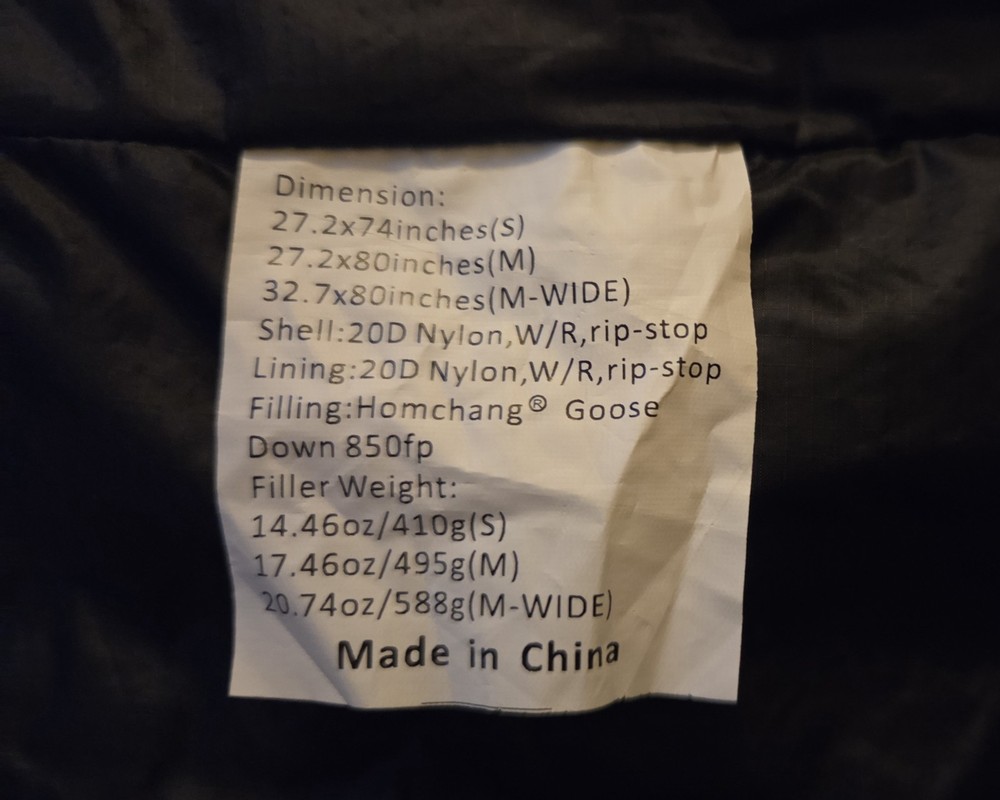 Dimension:
27.2x74inches(S)
27.2x80inches(M)
32.7x80inches(M-WIDE)
Shell:20D Nylon,W/R,rip-stop
Lining:20D Nylon,W/R,rip-stop
Filling:Homchang® Goose
Down 850fp
Filler Weight:
14.46oz/410g(S)
17.46oz/495g(M)
20.74oz/588g(M-WIDE)
Made in China